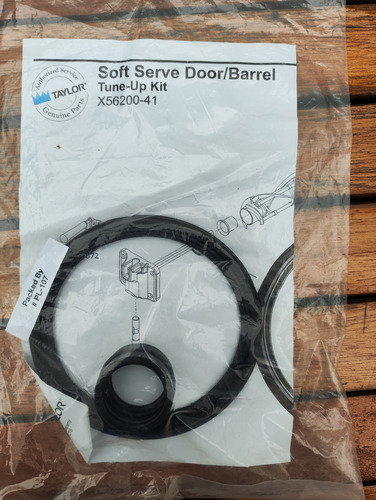 Authorized Service
TAYLOR®
Genuine Parts
Soft Serve Door/Barrel
Tune-Up Kit
X56200-41
Packed By
# PL-107